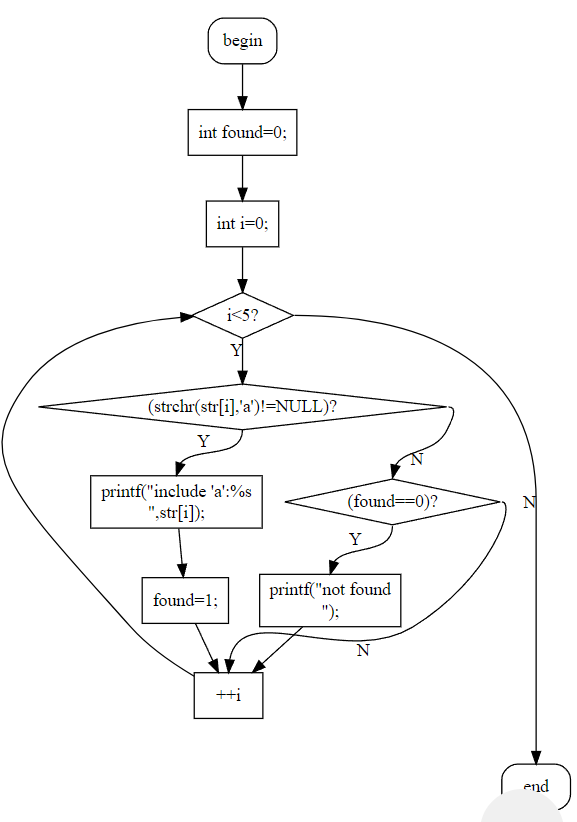 begin
int found=0;
int i=0;
i<5?
Y
(strchr(str[i],'a')!=NULL)?
Y
N
printf("include 'a':%s
",str[i]);
(found==0)?
N
Y
found=1;
printf("not found
");
N
++i
end